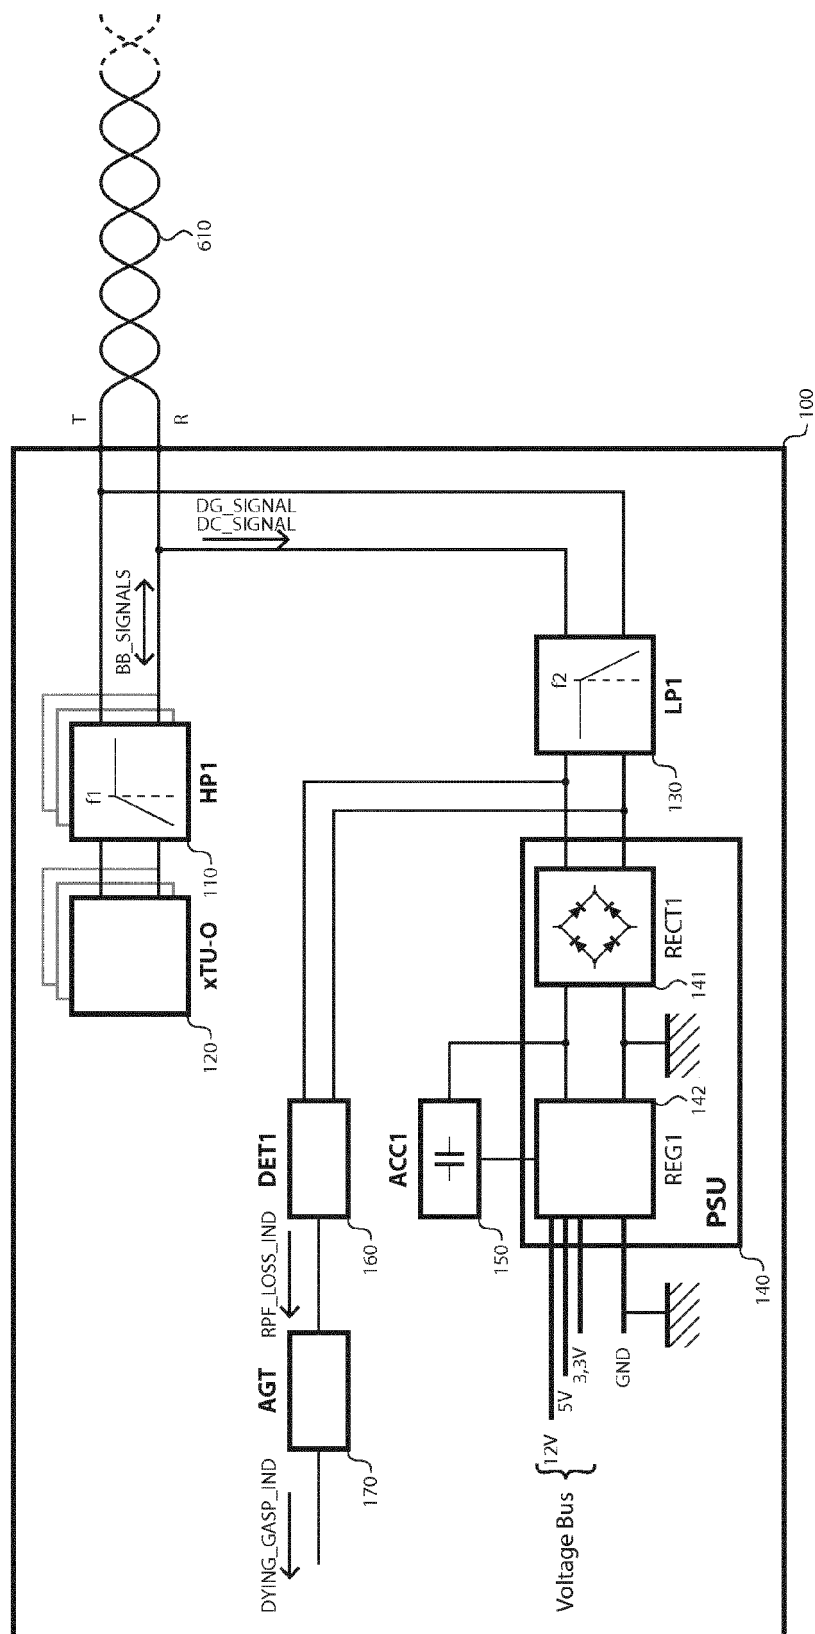 610
T
R
100
DG_SIGNAL
DC_SIGNAL
BB_SIGNALS
f1
HP1
110
xTU-O
120
f2
LP1
130
RECT1
141
142
REG1
PSU
140
ACC1
150
DET1
160
RPF_LOSS_IND
AGT
170
DYING_GASP_IND
12V
5V
3,3V
GND
Voltage Bus